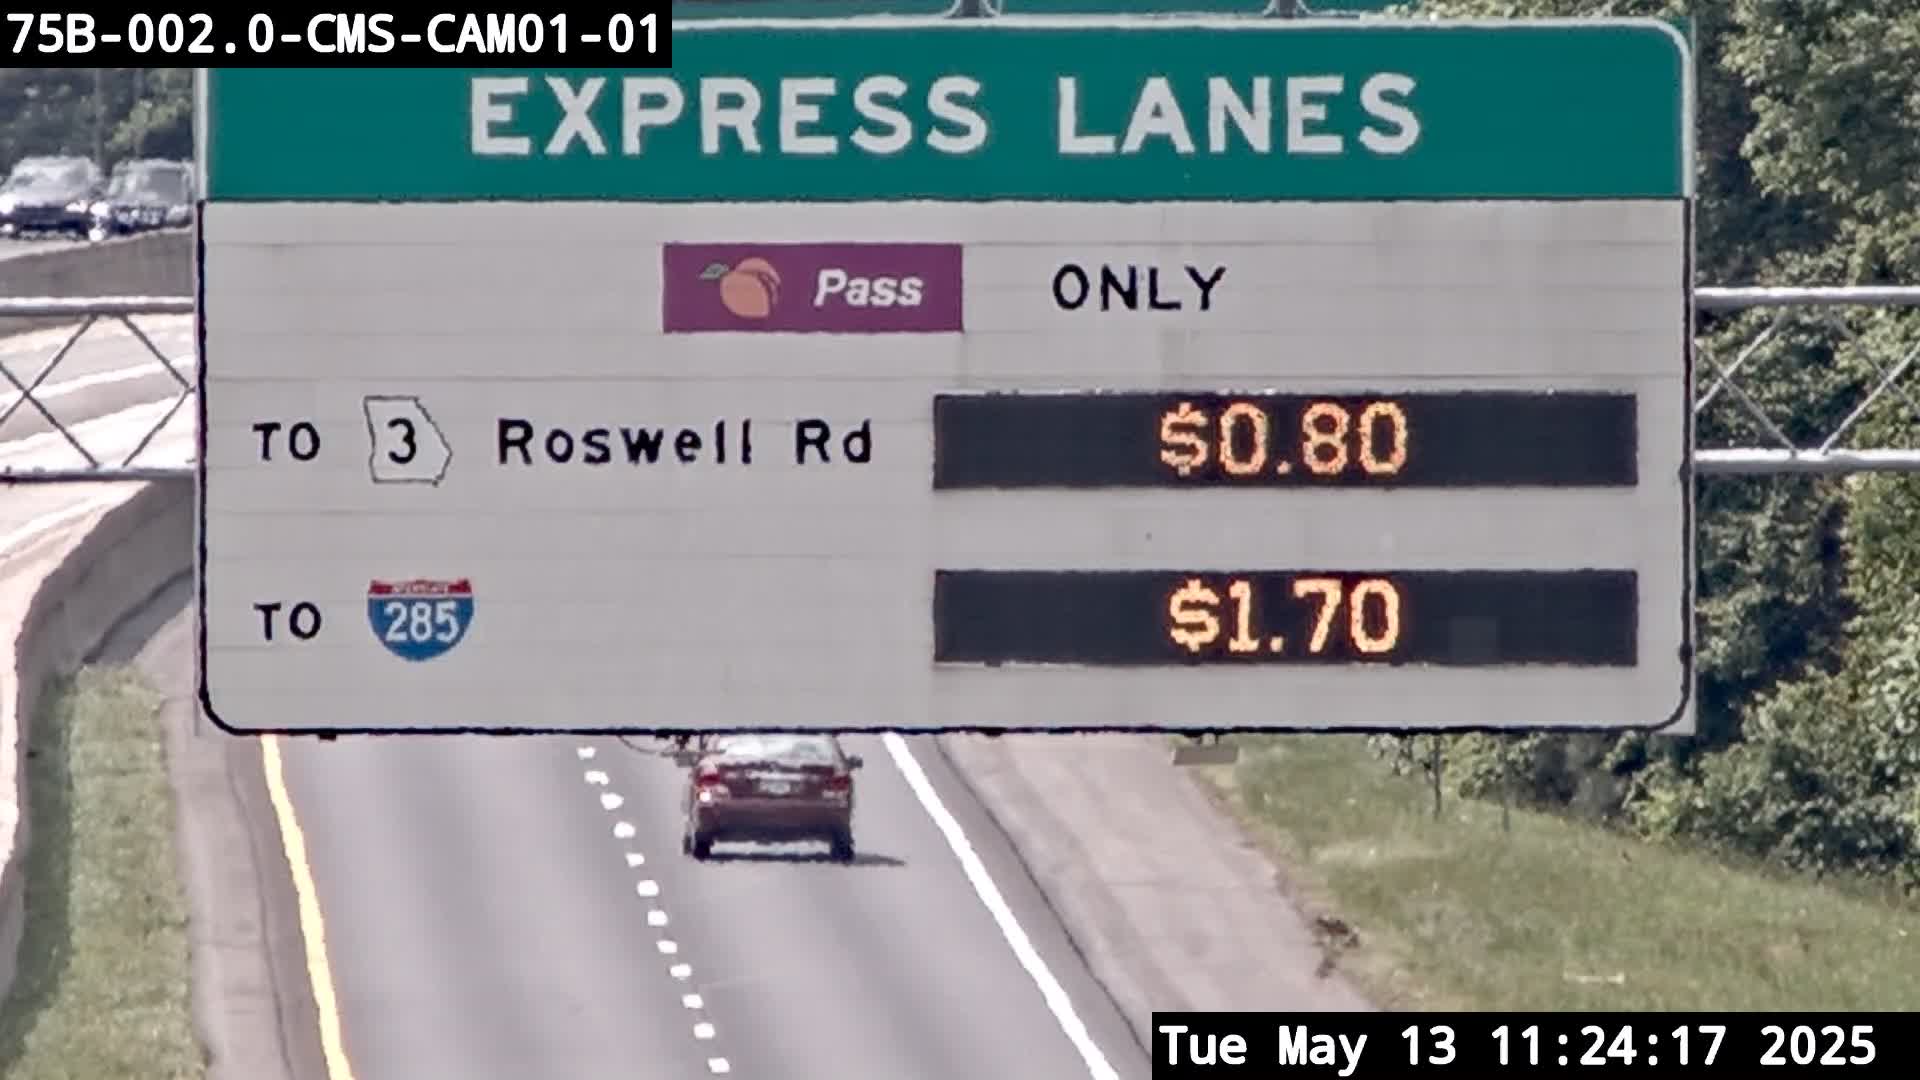 75B-002.0-CMS-CAM01-01
EXPRESS LANES
Pass ONLY
TO 3 Roswell Rd $0.80
INTERSTATE
TO 285 $1.70
Tue May 13 11:24:17 2025